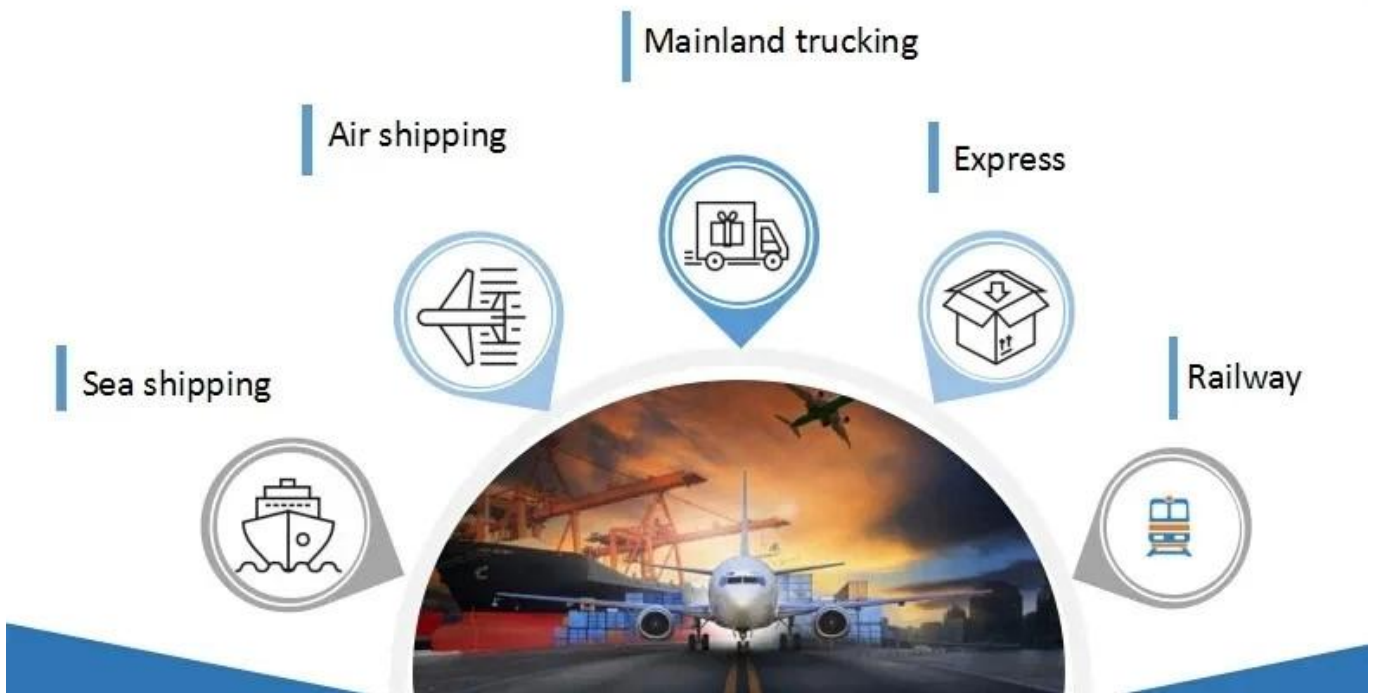 Mainland trucking
Air shipping
Express
Sea shipping
Railway